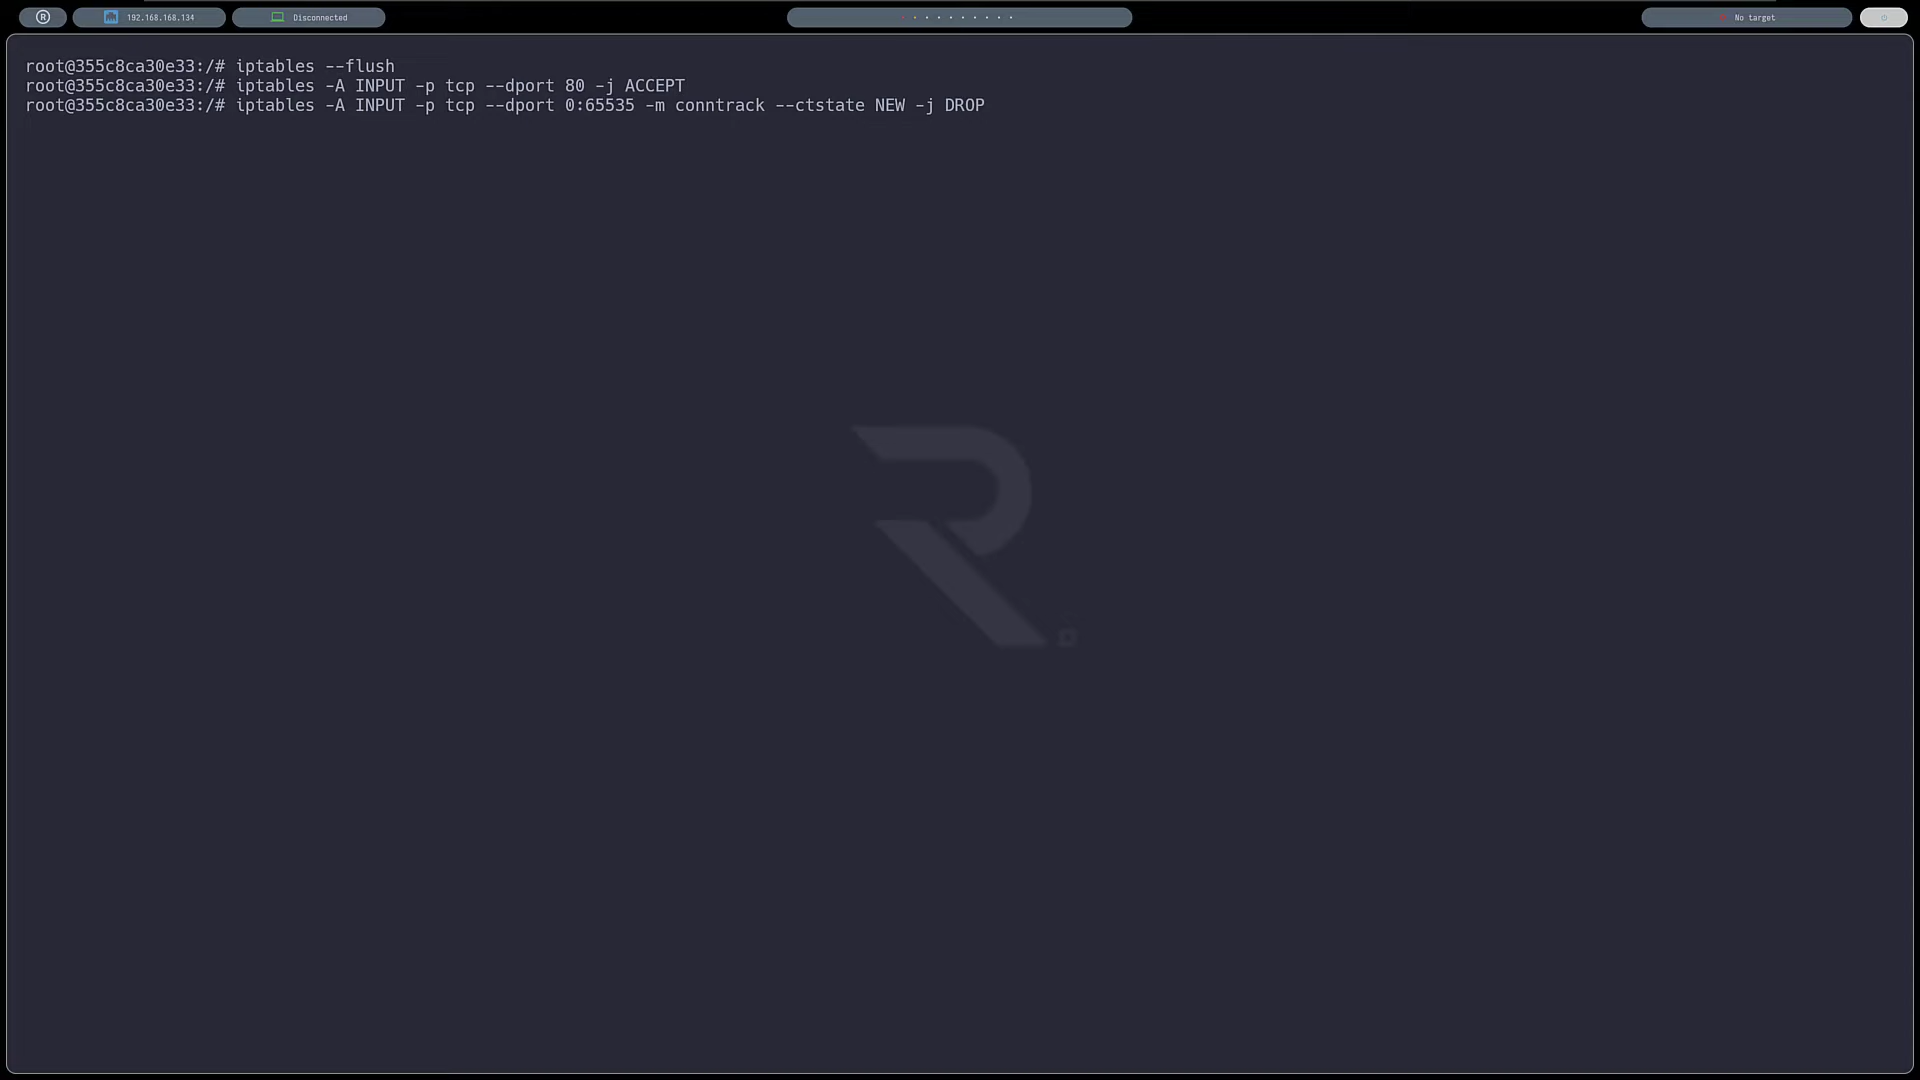 R 192.168.168.134 Disconnected No target
root@355c8ca30e33:/# iptables --flush
root@355c8ca30e33:/# iptables -A INPUT -p tcp --dport 80 -j ACCEPT
root@355c8ca30e33:/# iptables -A INPUT -p tcp --dport 0:65535 -m conntrack --ctstate NEW -j DROP
R